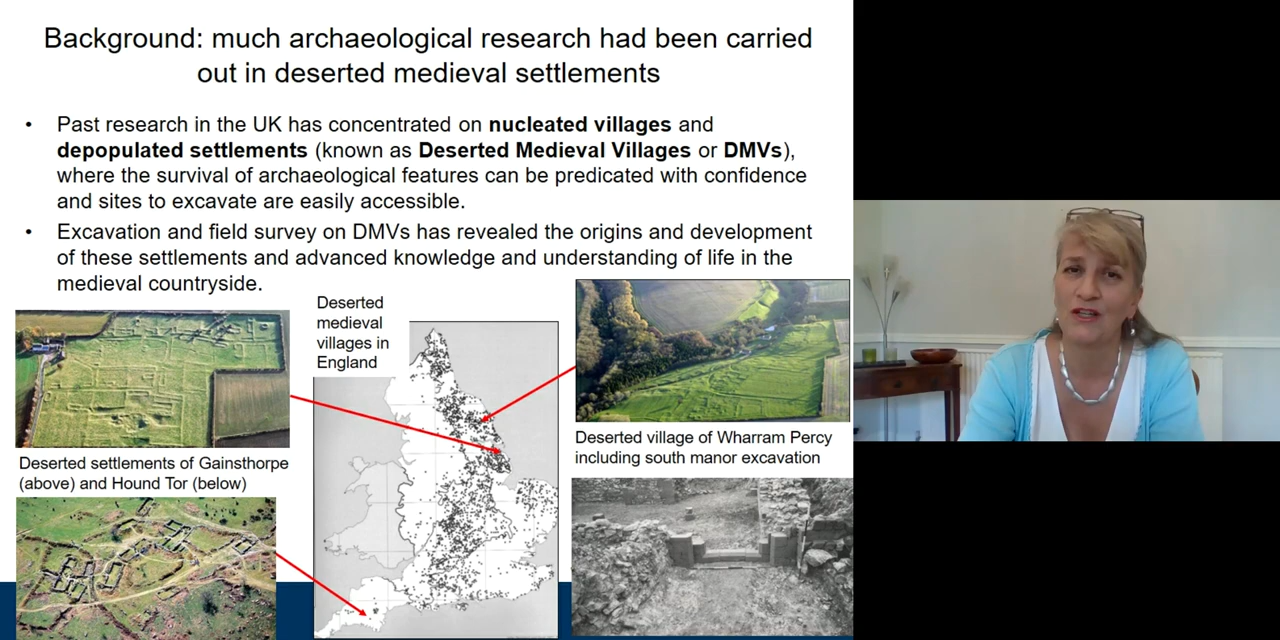 Background: much archaeological research had been carried
out in deserted medieval settlements
• Past research in the UK has concentrated on nucleated villages and
depopulated settlements (known as Deserted Medieval Villages or DMVs),
where the survival of archaeological features can be predicated with confidence
and sites to excavate are easily accessible.
• Excavation and field survey on DMVs has revealed the origins and development
of these settlements and advanced knowledge and understanding of life in the
medieval countryside.
Deserted
medieval
villages in
England
Deserted settlements of Gainsthorpe
(above) and Hound Tor (below)
Deserted village of Wharram Percy
including south manor excavation